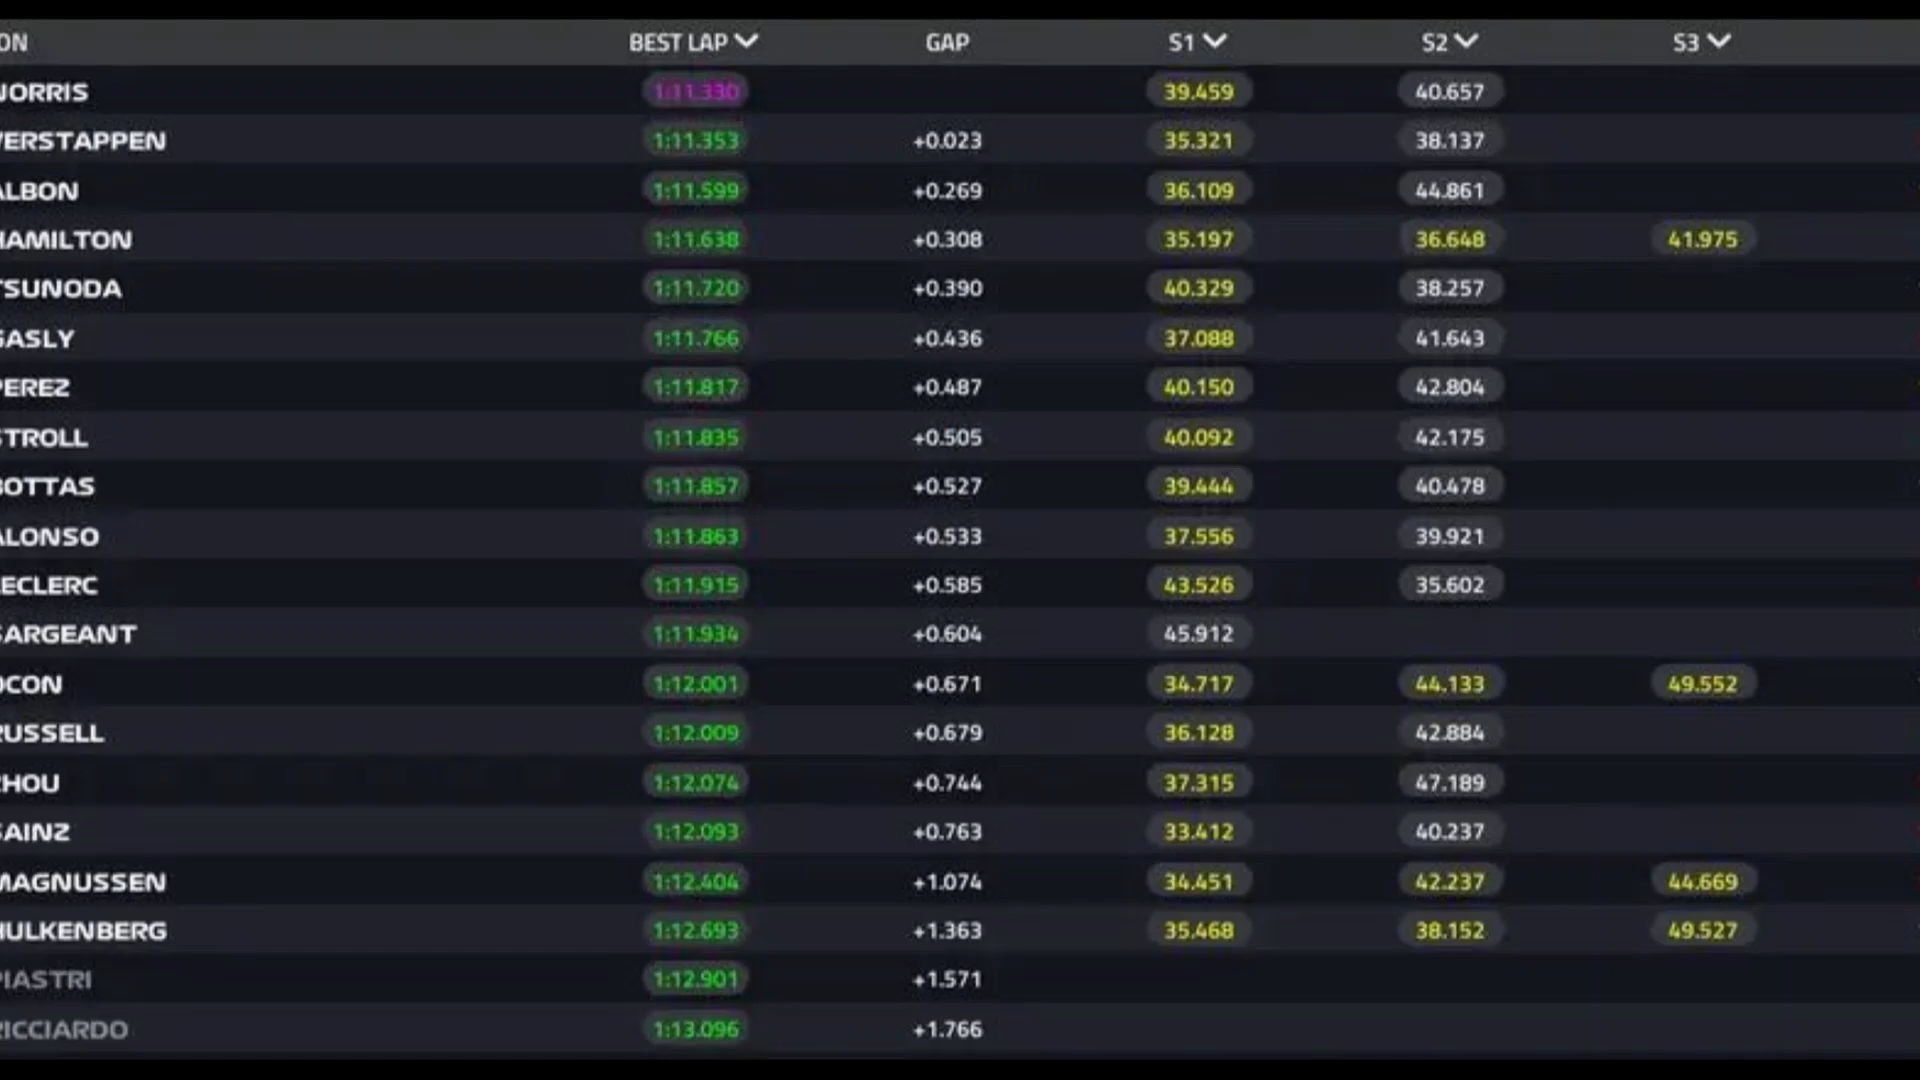 ON BEST LAP GAP S1 S2 S3
NORRIS 1:11.330 39.459 40.657
VERSTAPPEN 1:11.353 +0.023 35.321 38.137
ALBON 1:11.599 +0.269 36.109 44.861
HAMILTON 1:11.638 +0.308 35.197 36.648 41.975
TSUNODA 1:11.720 +0.390 40.329 38.257
GASLY 1:11.766 +0.436 37.088 41.643
PEREZ 1:11.817 +0.487 40.150 42.804
STROLL 1:11.835 +0.505 40.092 42.175
BOTTAS 1:11.857 +0.527 39.444 40.478
ALONSO 1:11.863 +0.533 37.556 39.921
LECLERC 1:11.915 +0.585 43.526 35.602
SARGEANT 1:11.934 +0.604 45.912
OCON 1:12.001 +0.671 34.717 44.133 49.552
RUSSELL 1:12.009 +0.679 36.128 42.884
ZHOU 1:12.074 +0.744 37.315 47.189
SAINZ 1:12.093 +0.763 33.412 40.237
MAGNUSSEN 1:12.404 +1.074 34.451 42.237 44.669
HULKENBERG 1:12.693 +1.363 35.468 38.152 49.527
PIASTRI 1:12.901 +1.571
RICCIARDO 1:13.096 +1.766